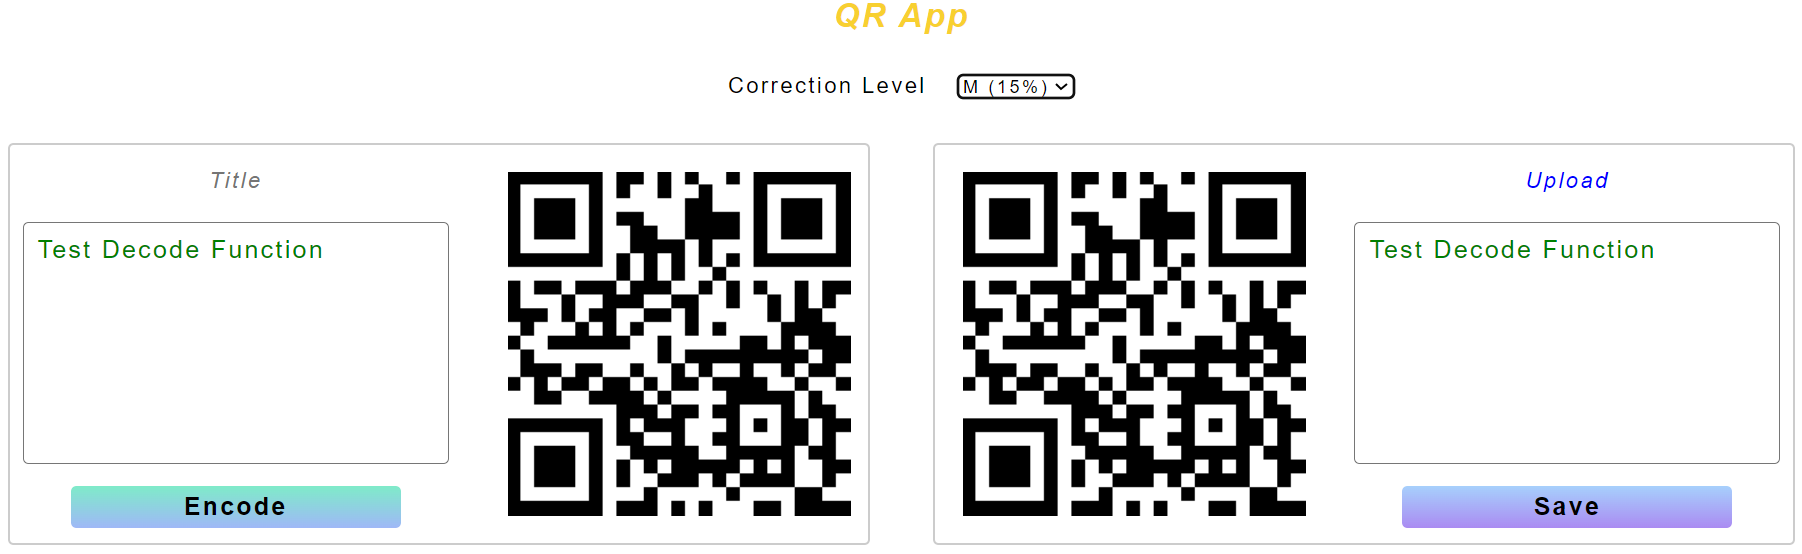 QR App
Correction Level M (15%)
Title
Test Decode Function
Encode
Upload
Test Decode Function
Save